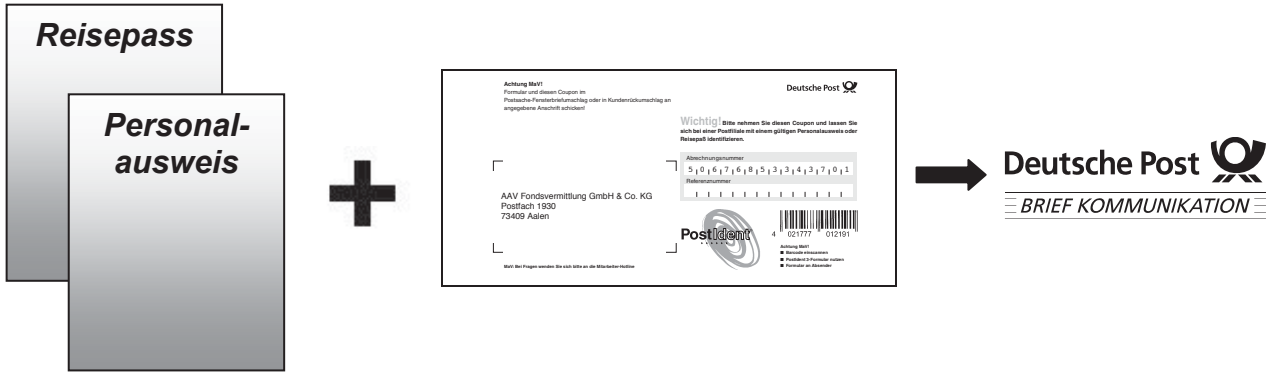 Reisepass
Personal-
ausweis
Achtung MaV!
Formular und diesen Coupon im
Postsache-Fensterbriefumschlag oder in Kundenrückumschlag an
angegebene Anschrift schicken!
Deutsche Post
Wichtig! Bitte nehmen Sie diesen Coupon und lassen Sie
sich bei einer Postfiliale mit einem gültigen Personalausweis oder
Reisepaß identifizieren.
Abrechnungsnummer
5 0 6 7 6 8 5 3 3 4 3 7 0 1
Referenznummer
AAV Fondsvermittlung GmbH & Co. KG
Postfach 1930
73409 Aalen
PostIdent
4 021777 012191
Achtung MaV!
■ Barcode einscannen
■ PostIdent 2-Formular nutzen
■ Formular an Absender
MaV: Bei Fragen wenden Sie sich bitte an die Mitarbeiter-Hotline
Deutsche Post
BRIEF KOMMUNIKATION